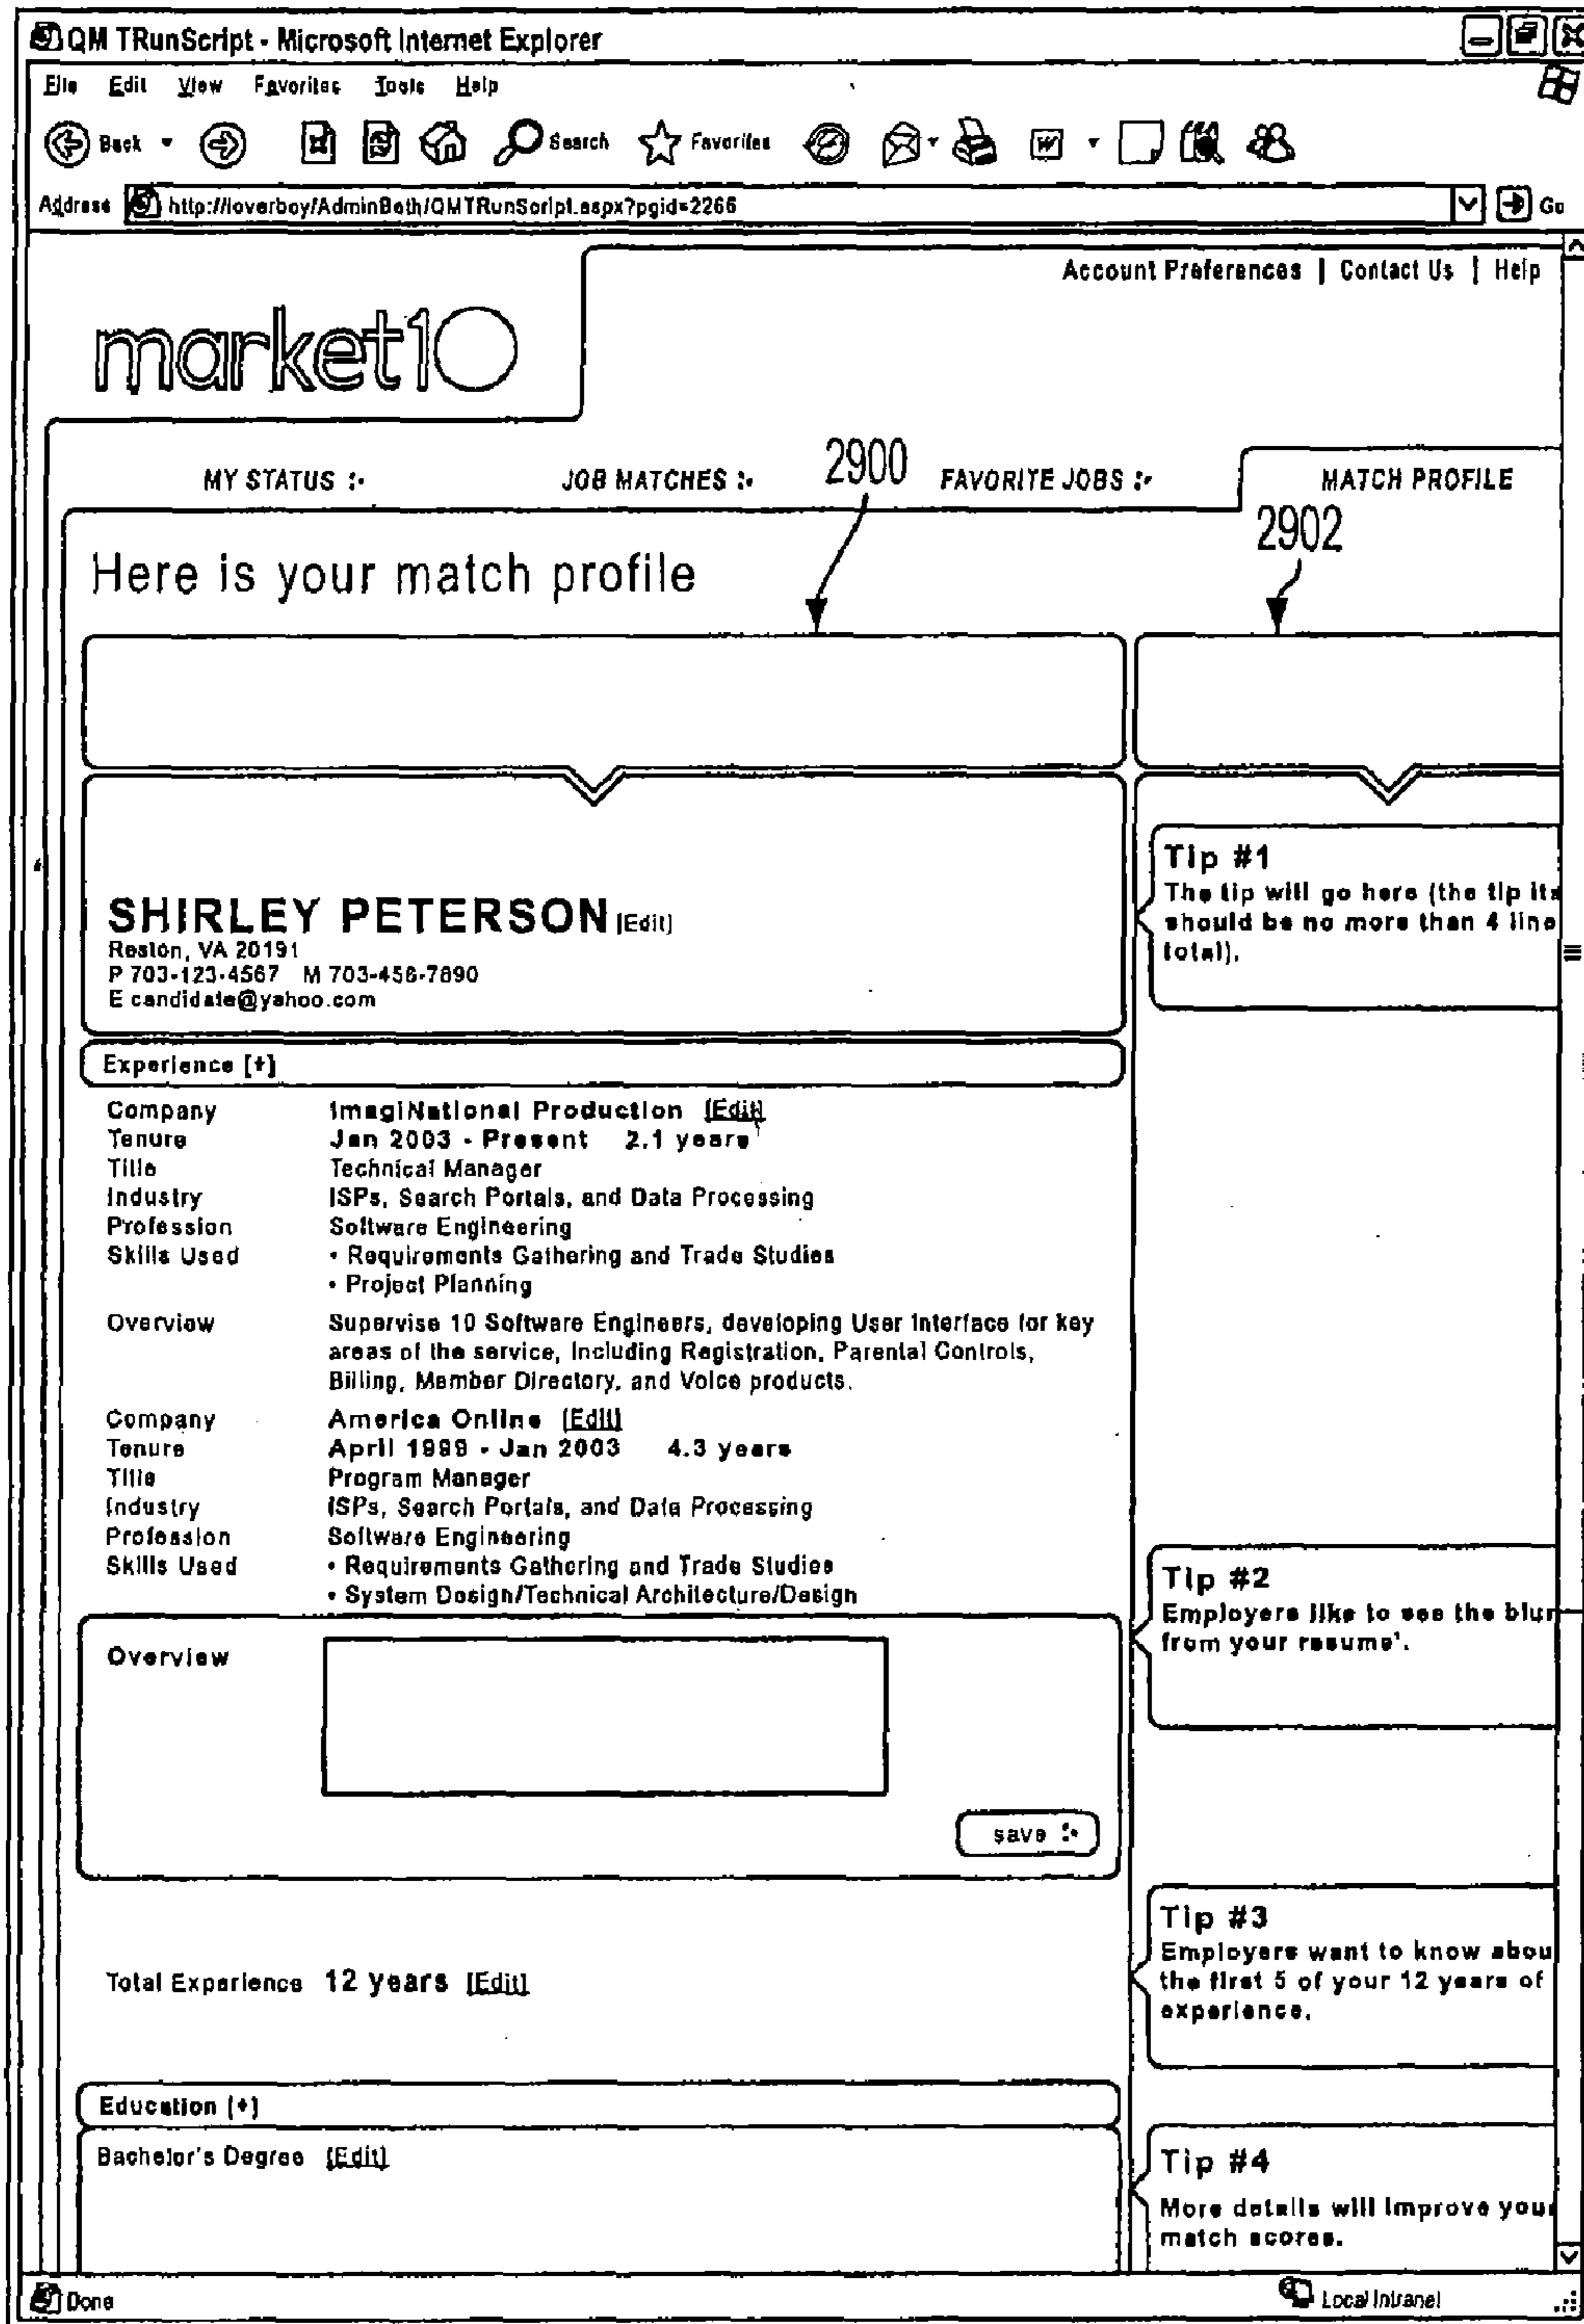 QM TRunScript - Microsoft Internet Explorer
File Edit View Favorites Tools Help
Back Search Favorites
Address http://loverboy/AdminBeth/QMTRunScript.aspx?pgid=2266 Go
Account Preferences | Contact Us | Help
market10
MY STATUS JOB MATCHES 2900 FAVORITE JOBS MATCH PROFILE
2902
Here is your match profile
SHIRLEY PETERSON [Edit]
Reston, VA 20191
P 703-123-4567 M 703-456-7890
E candidate@yahoo.com
Tip #1
The tip will go here (the tip its
should be no more than 4 line
total).
Experience [+]
Company ImagiNational Production [Edit]
Tenure Jan 2003 - Present 2.1 years
Title Technical Manager
Industry ISPs, Search Portals, and Data Processing
Profession Software Engineering
Skills Used • Requirements Gathering and Trade Studies
• Project Planning
Overview Supervise 10 Software Engineers, developing User Interface for key
areas of the service, Including Registration, Parental Controls,
Billing, Member Directory, and Voice products.
Company America Online [Edit]
Tenure April 1999 - Jan 2003 4.3 years
Title Program Manager
Industry ISPs, Search Portals, and Data Processing
Profession Software Engineering
Skills Used • Requirements Gathering and Trade Studies
• System Design/Technical Architecture/Design
Tip #2
Employers like to see the blur
from your resume'.
Overview
save
Tip #3
Employers want to know abou
the first 5 of your 12 years of
experience.
Total Experience 12 years [Edit]
Education [+]
Bachelor's Degree [Edit]
Tip #4
More details will improve your
match scores.
Done Local Intranet